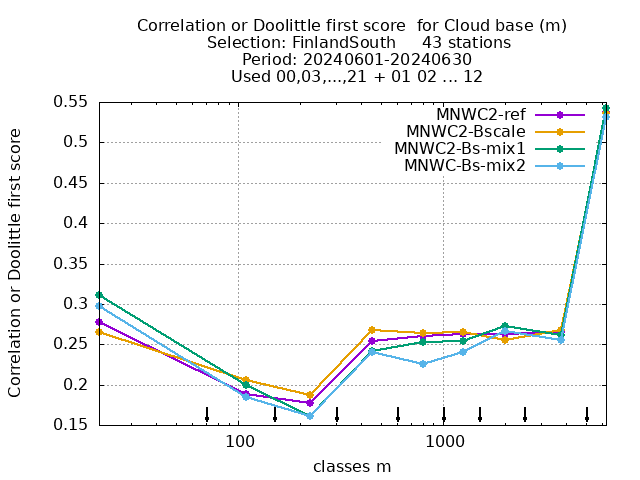 Correlation or Doolittle first score  for Cloud base (m)
Selection: FinlandSouth     43 stations
Period: 20240601-20240630
Used 00,03,...,21 + 01 02 ... 12
MNWC2-ref
MNWC2-Bscale
MNWC2-Bs-mix1
MNWC-Bs-mix2
Correlation or Doolittle first score
0.55
0.5
0.45
0.4
0.35
0.3
0.25
0.2
0.15
100
1000
classes m